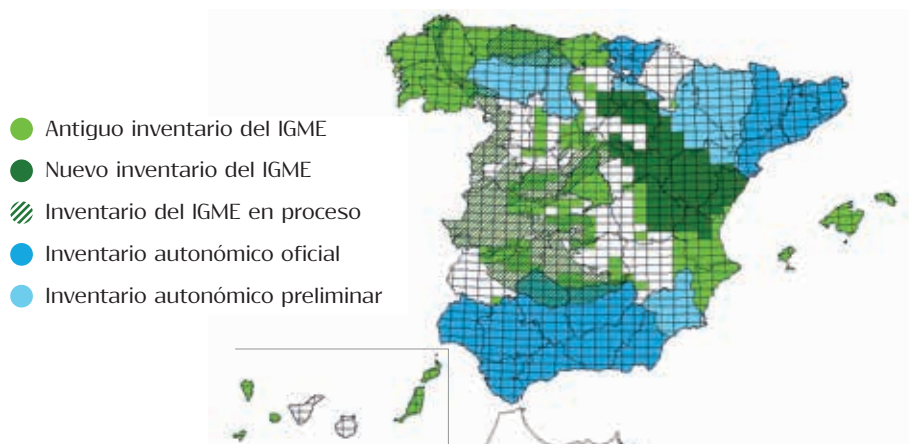 Antiguo inventario del IGME
Nuevo inventario del IGME
Inventario del IGME en proceso
Inventario autonómico oficial
Inventario autonómico preliminar